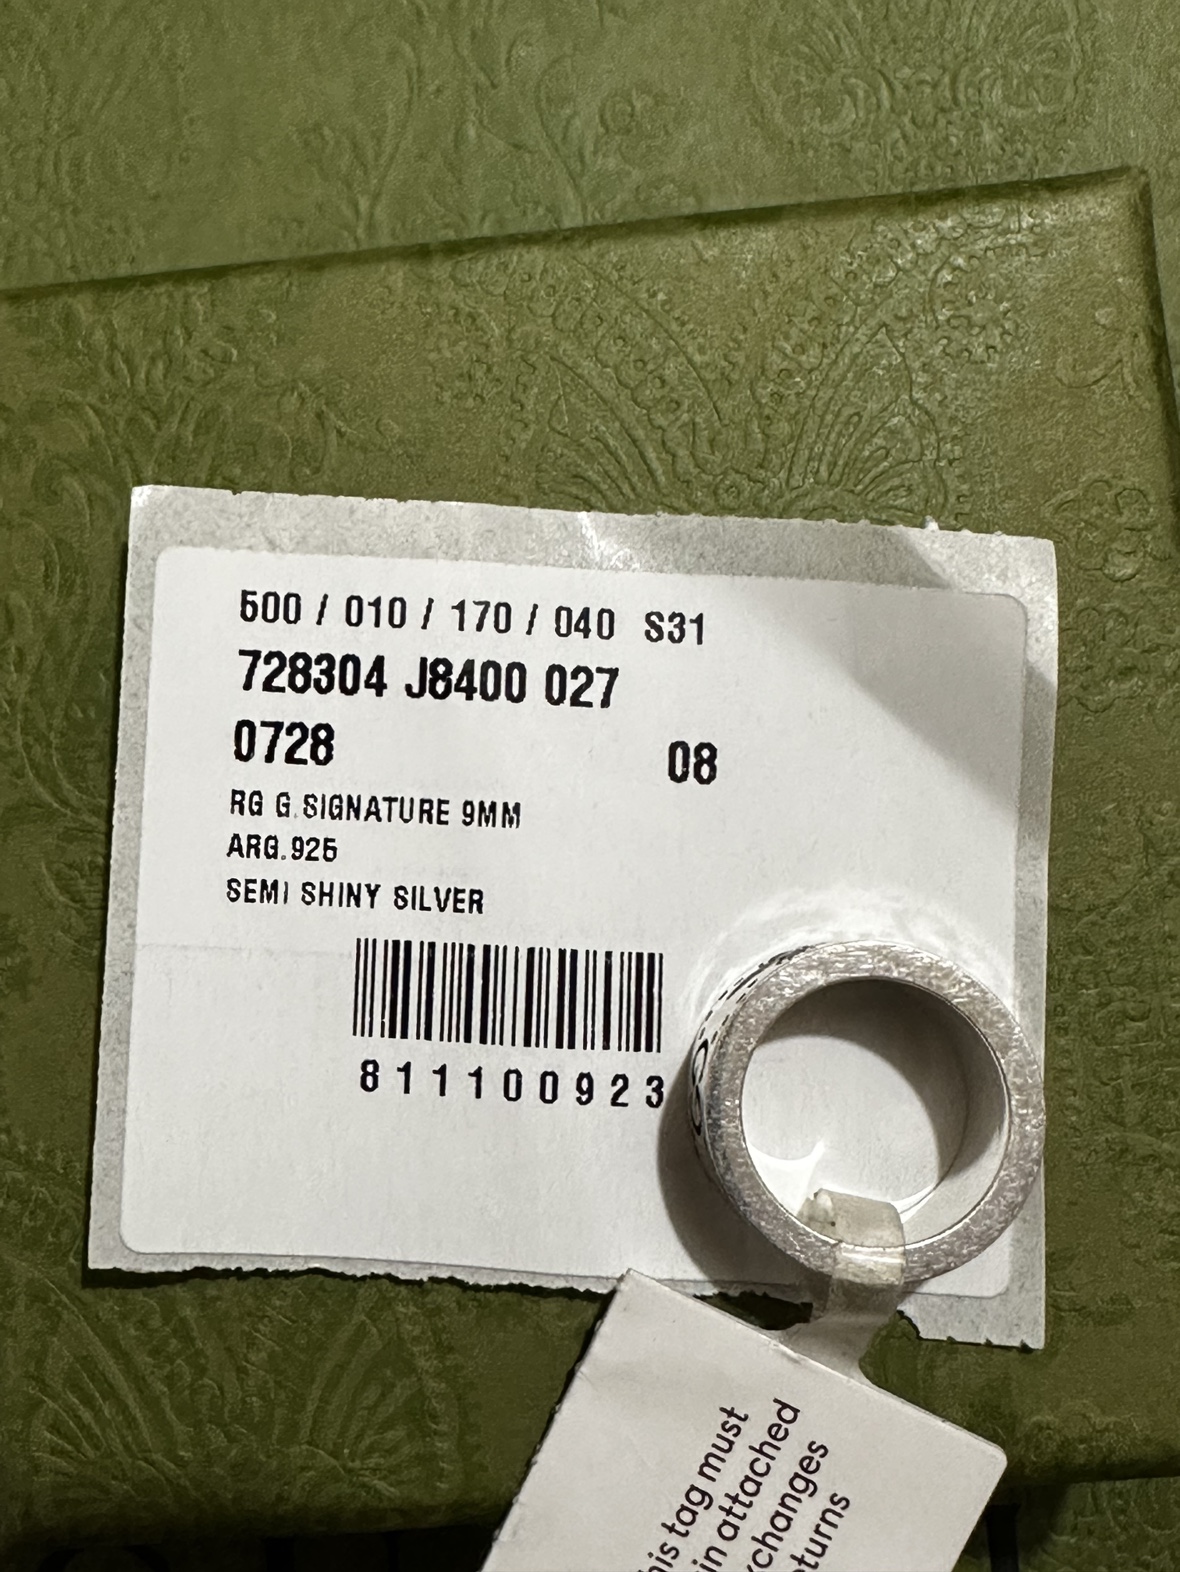 500 / 010 / 170 / 040 S31
728304 J8400 027
0728 08
RG G.SIGNATURE 9MM
ARG.925
SEMI SHINY SILVER
811100923
his tag must
in attached
xchanges
turns